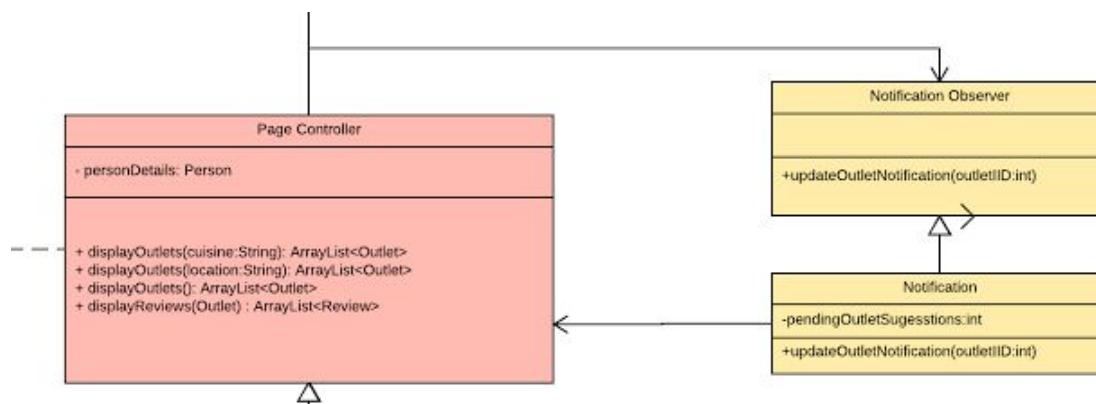 Page Controller
- personDetails: Person
+ displayOutlets(cuisine:String): ArrayList<Outlet>
+ displayOutlets(location:String): ArrayList<Outlet>
+ displayOutlets(): ArrayList<Outlet>
+ displayReviews(Outlet) : ArrayList<Review>
Notification Observer
+updateOutletNotification(outletIID:int)
Notification
-pendingOutletSugesstions:int
+updateOutletNotification(outletIID:int)